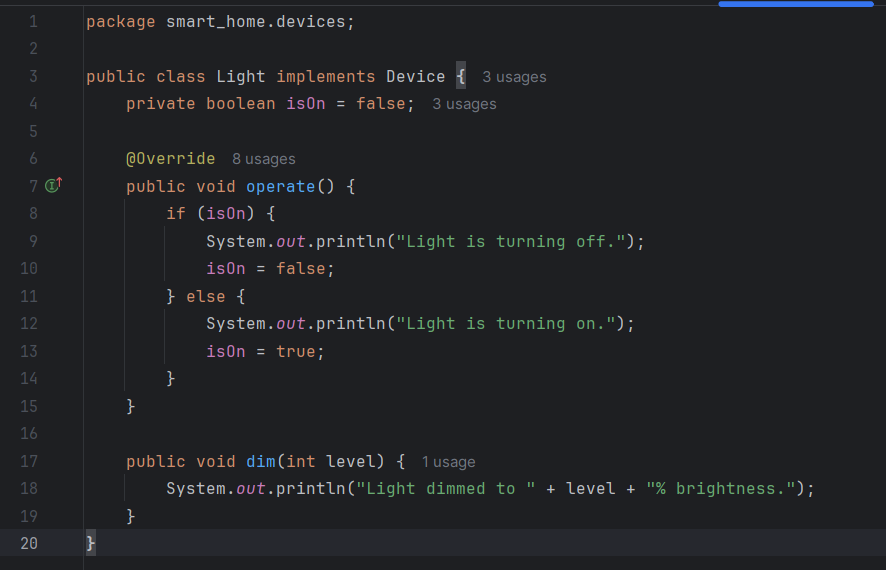 1 package smart_home.devices;
2
3 public class Light implements Device { 3 usages
4 private boolean isOn = false; 3 usages
5
6 @Override 8 usages
7 public void operate() {
8 if (isOn) {
9 System.out.println("Light is turning off.");
10 isOn = false;
11 } else {
12 System.out.println("Light is turning on.");
13 isOn = true;
14 }
15 }
16
17 public void dim(int level) { 1 usage
18 System.out.println("Light dimmed to " + level + "% brightness.");
19 }
20 }